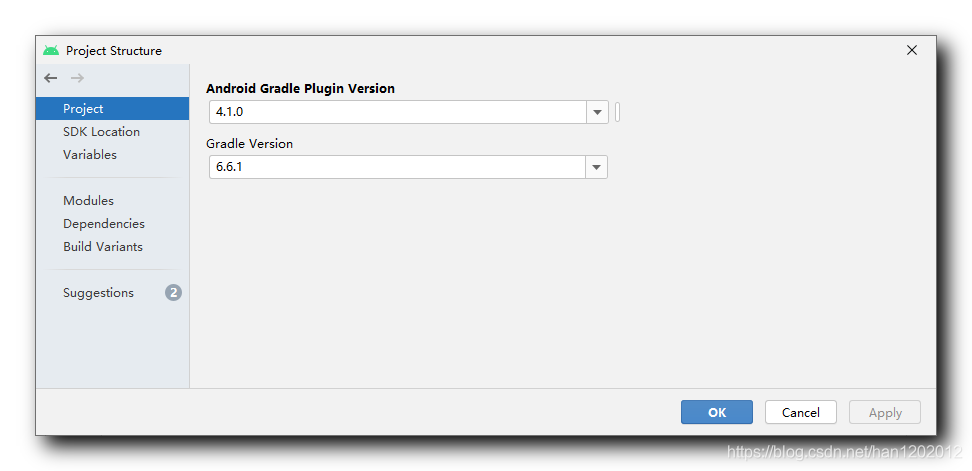 Project Structure
Project
SDK Location
Variables
Modules
Dependencies
Build Variants
Suggestions 2
Android Gradle Plugin Version
4.1.0
Gradle Version
6.6.1
OK Cancel Apply
https://blog.csdn.net/han1202012